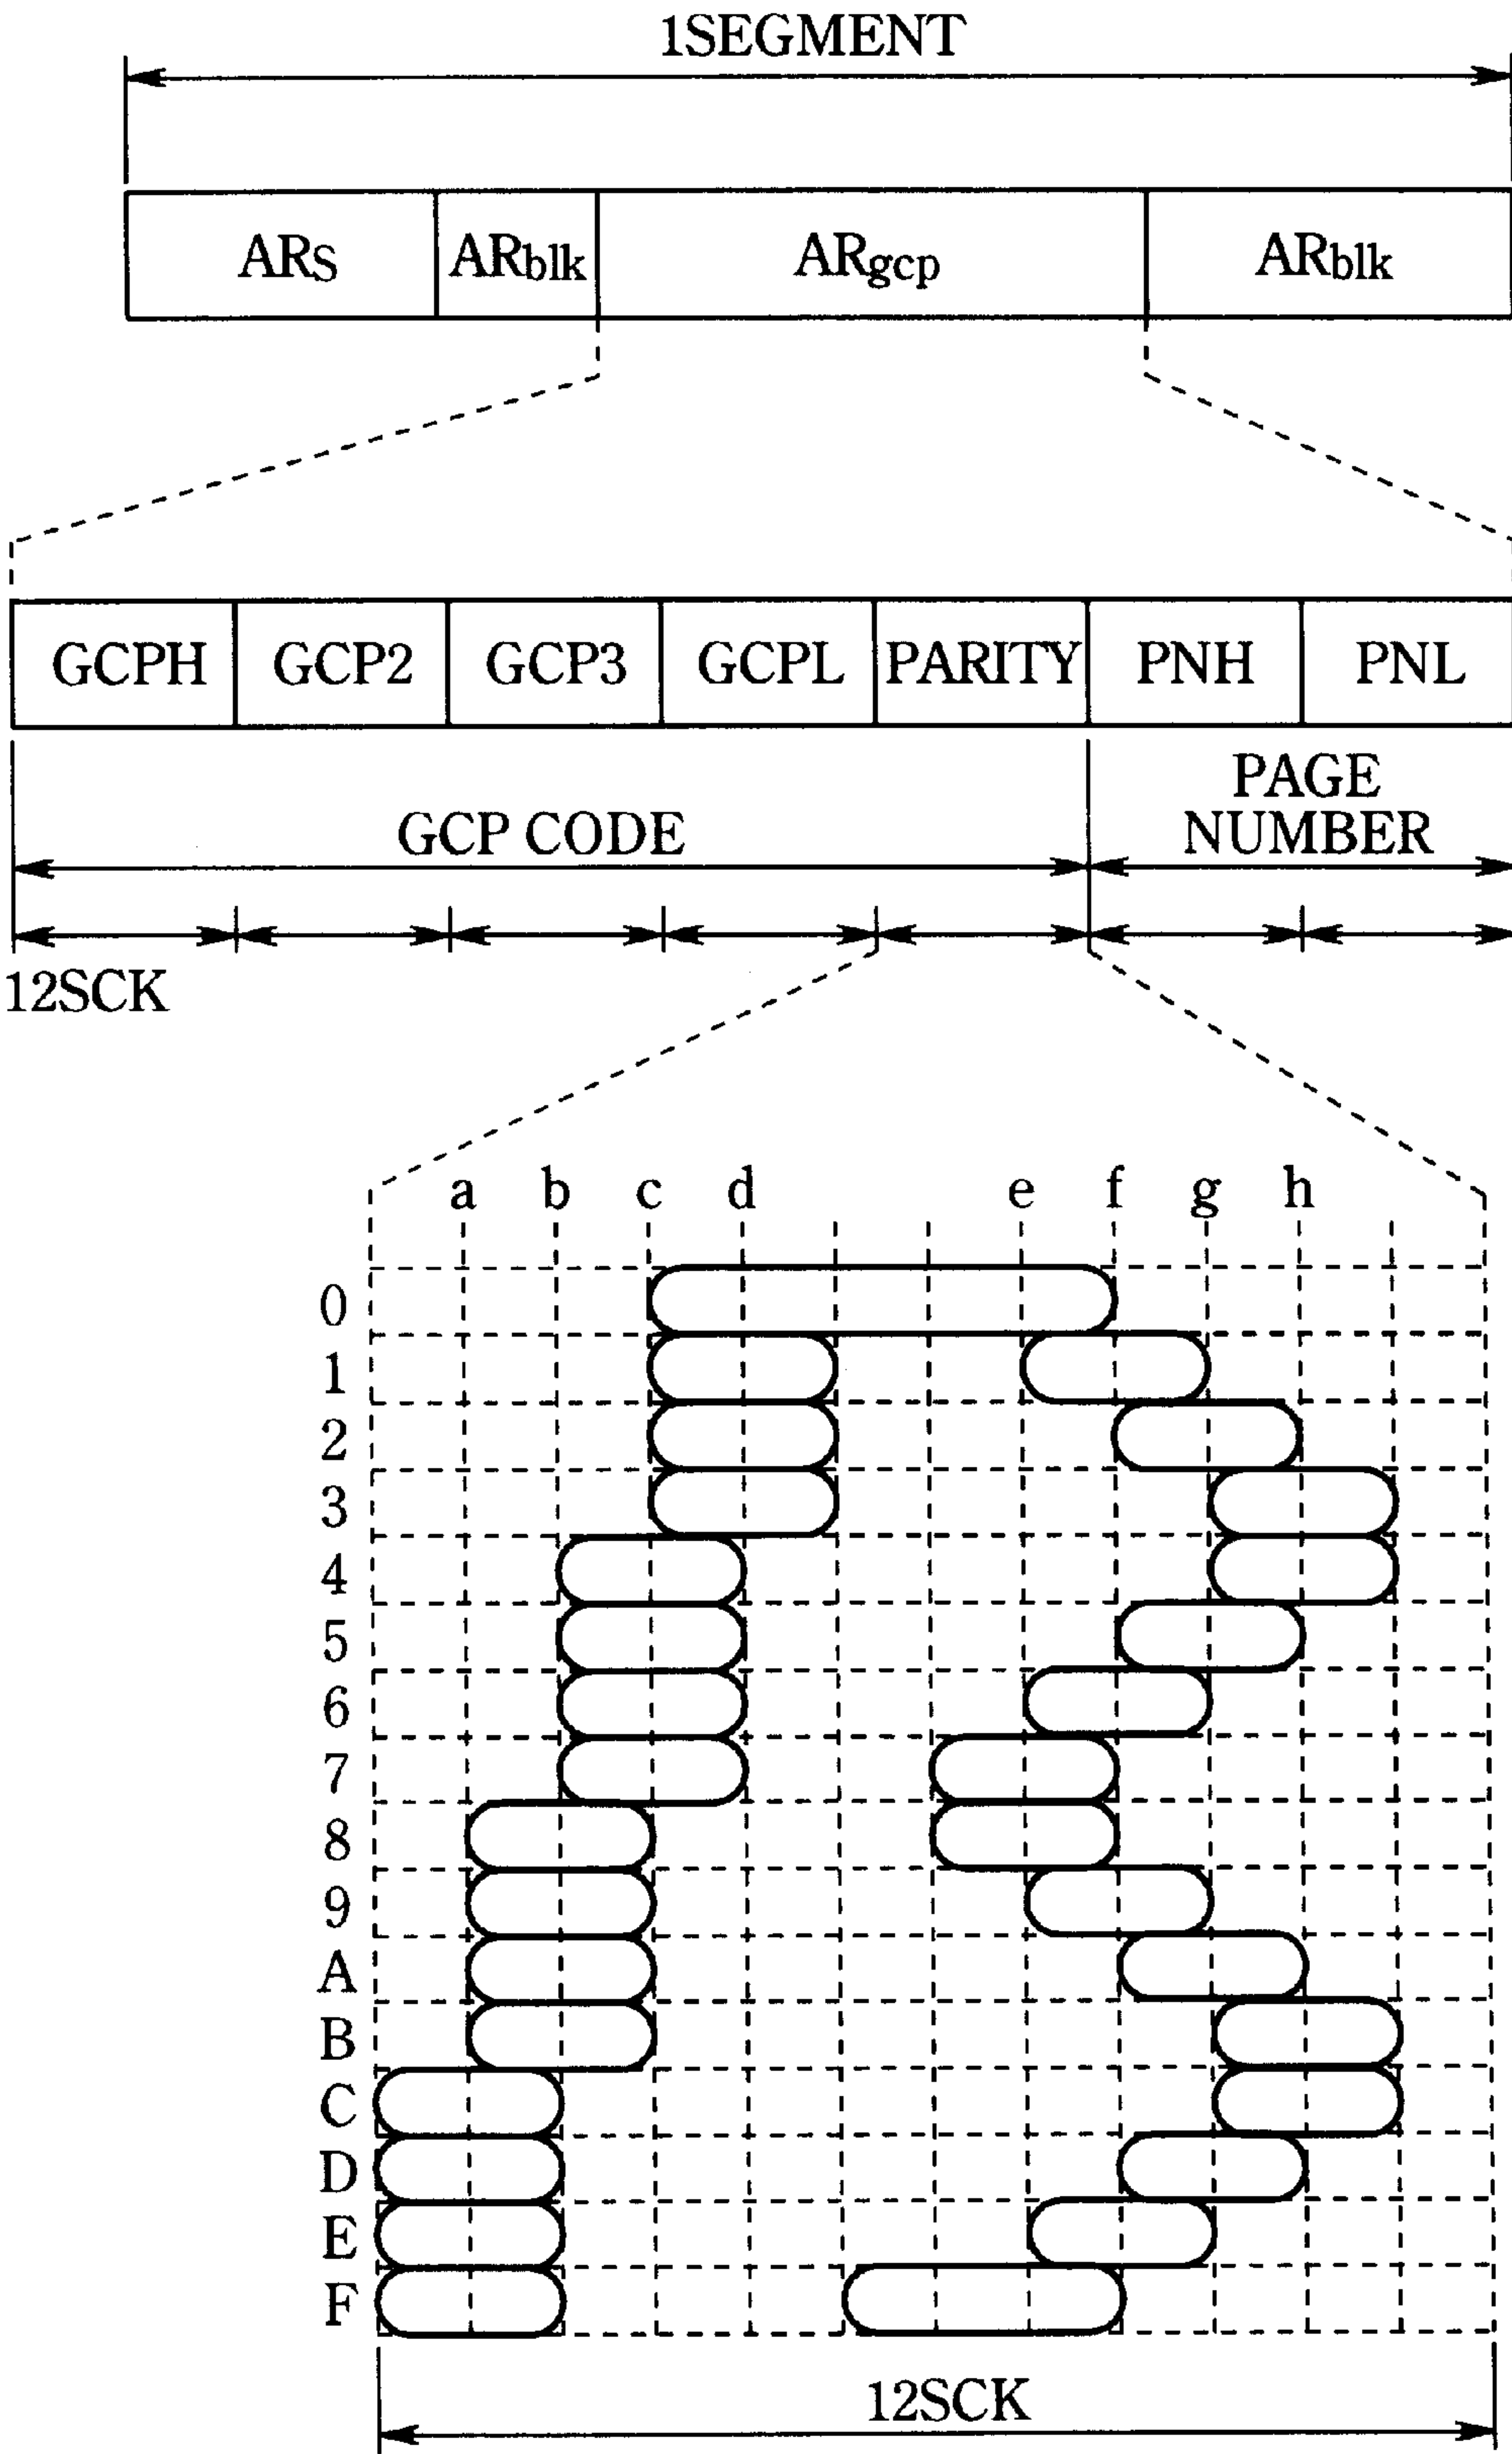 1SEGMENT
ARS ARblk ARgcp ARblk
GCPH GCP2 GCP3 GCPL PARITY PNH PNL
GCP CODE
PAGE
NUMBER
12SCK
a b c d e f g h
0
1
2
3
4
5
6
7
8
9
A
B
C
D
E
F
12SCK